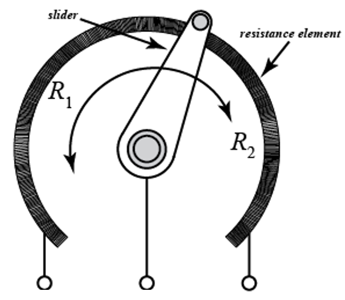 slider
resistance element
R₁
R₂